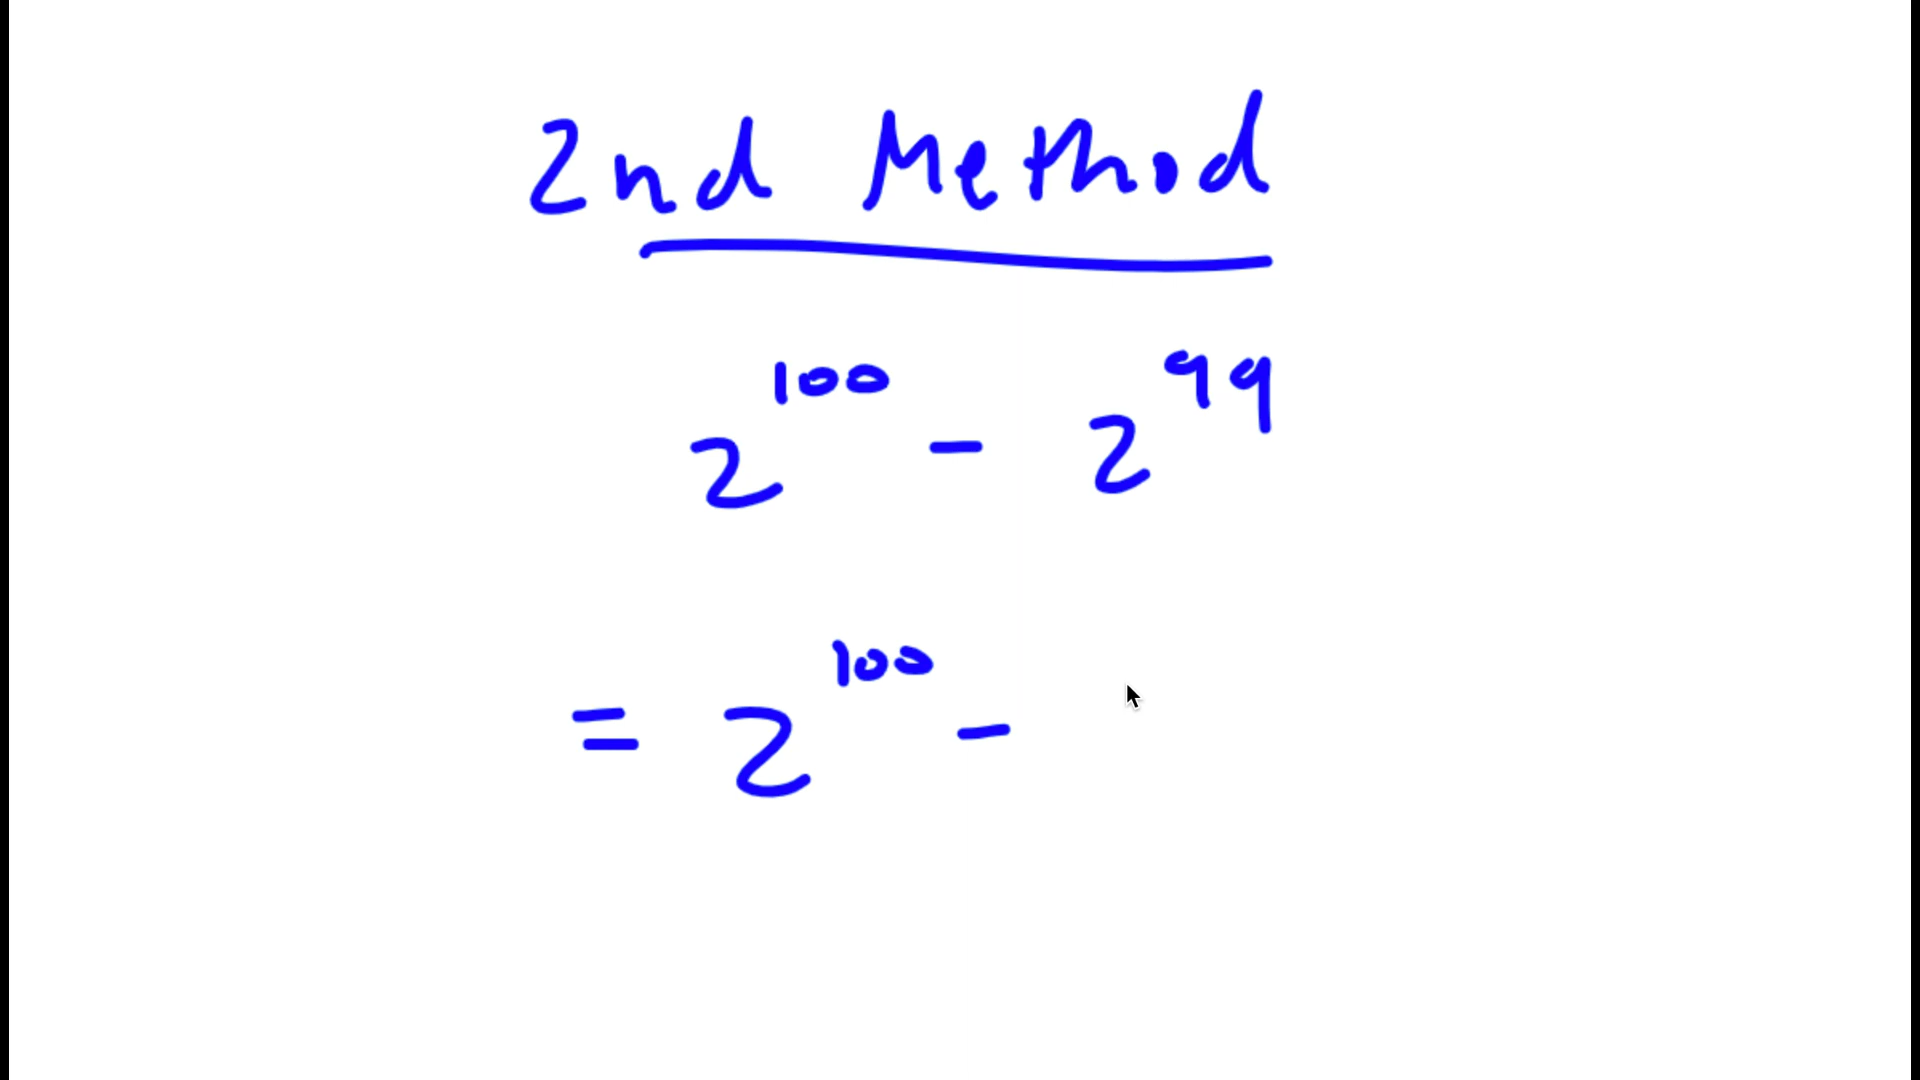 2nd Method
2^100 - 2^99
= 2^100 -